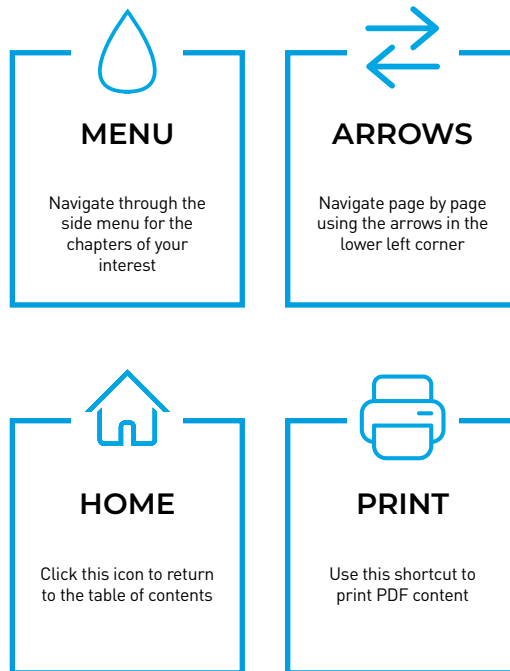 MENU
Navigate through the
side menu for the
chapters of your
interest
ARROWS
Navigate page by page
using the arrows in the
lower left corner
HOME
Click this icon to return
to the table of contents
PRINT
Use this shortcut to
print PDF content